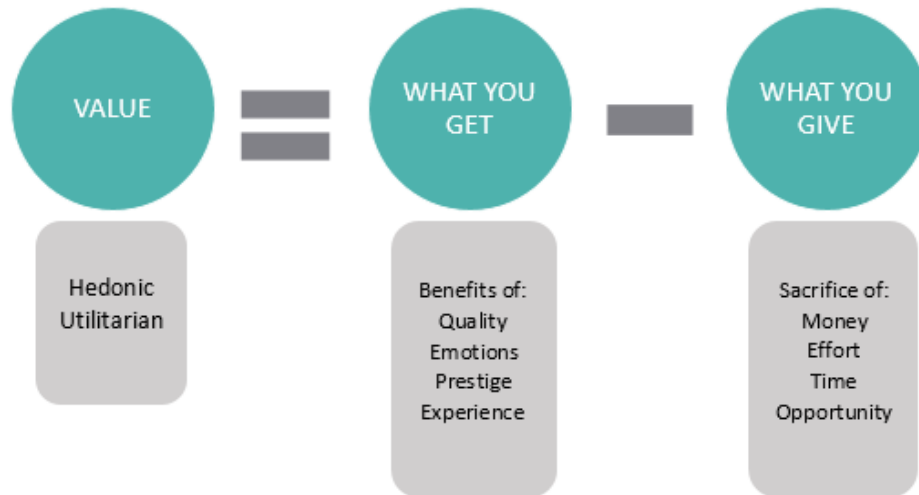 VALUE
WHAT YOU
GET
WHAT YOU
GIVE
Hedonic
Utilitarian
Benefits of:
Quality
Emotions
Prestige
Experience
Sacrifice of:
Money
Effort
Time
Opportunity